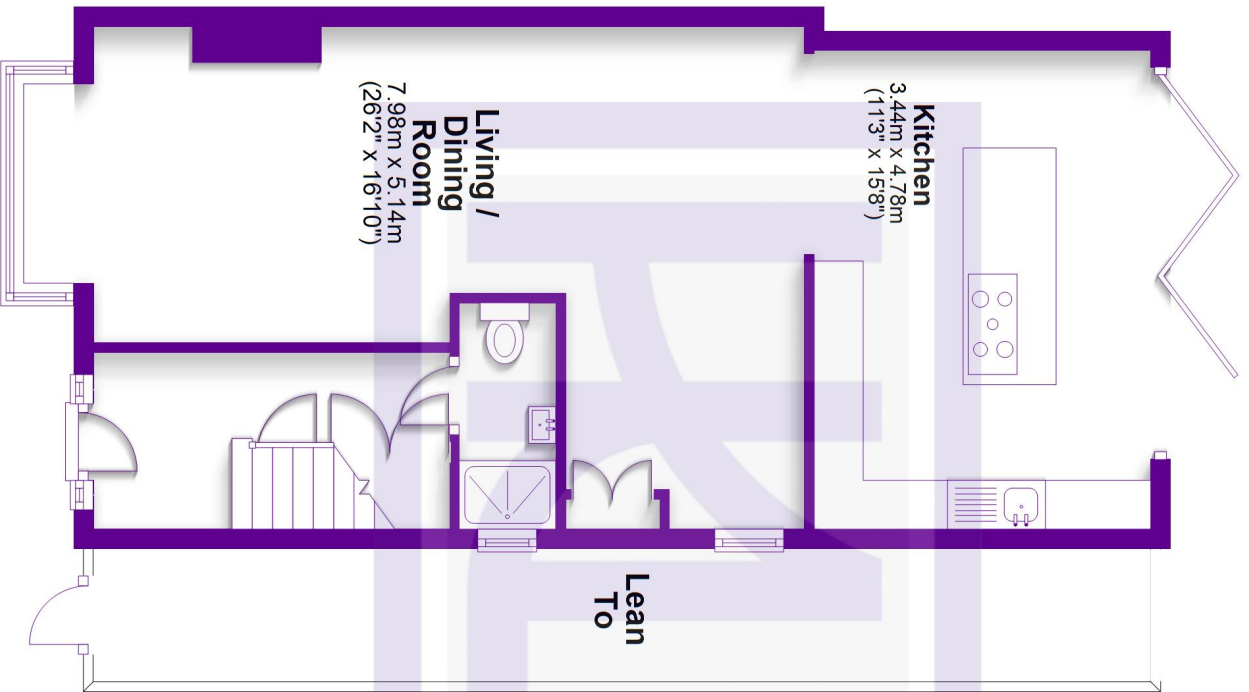 Kitchen
3.44m x 4.78m
(11'3" x 15'8")
Living /
Dining
Room
7.98m x 5.14m
(26'2" x 16'10")
Lean
To